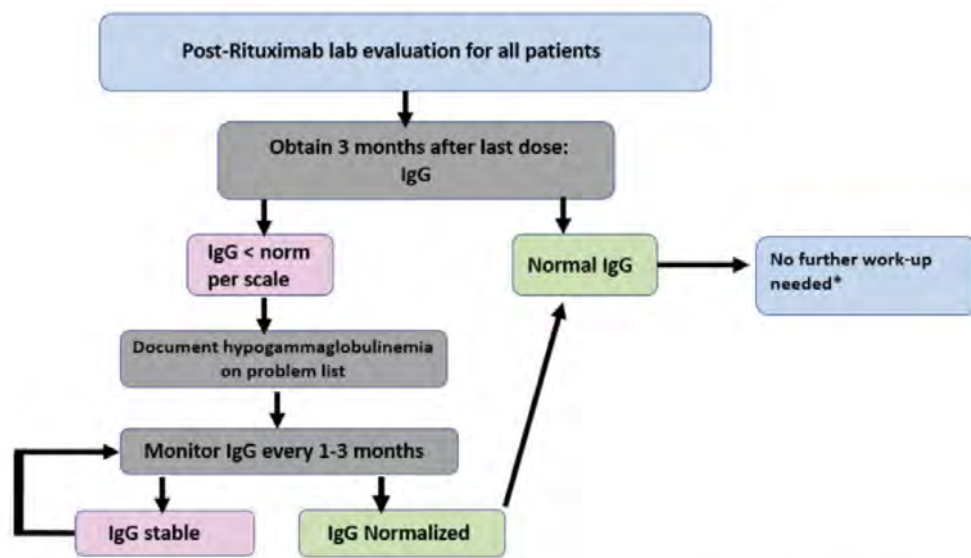 Post-Rituximab lab evaluation for all patients
Obtain 3 months after last dose:
IgG
IgG < norm
per scale
Normal IgG
No further work-up
needed*
Document hypogammaglobulinemia
on problem list
Monitor IgG every 1-3 months
IgG stable
IgG Normalized